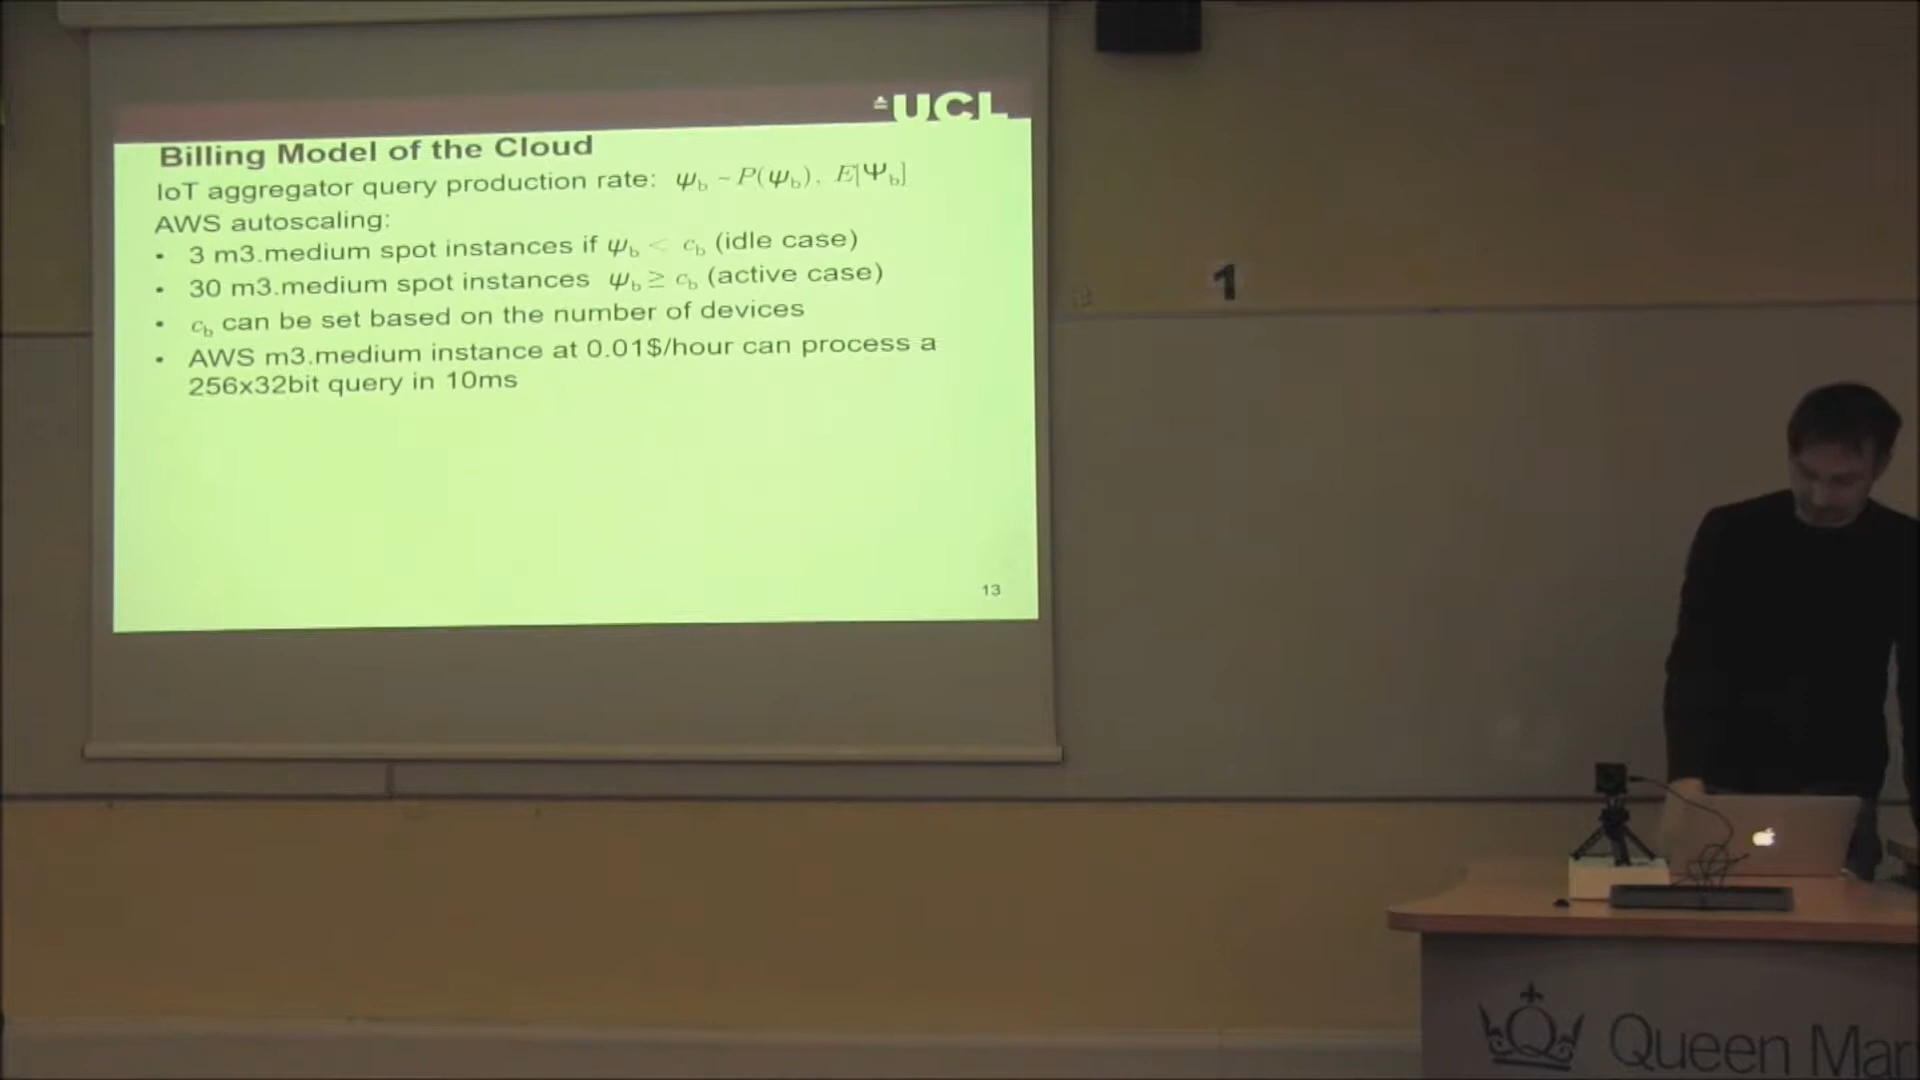 UCL
Billing Model of the Cloud
IoT aggregator query production rate: ψb ~ P(ψb), E[Ψb]
AWS autoscaling:
• 3 m3.medium spot instances if ψb < cb (idle case)
• 30 m3.medium spot instances ψb ≥ cb (active case)
• cb can be set based on the number of devices
• AWS m3.medium instance at 0.01$/hour can process a
256x32bit query in 10ms
13
1
Queen Mar